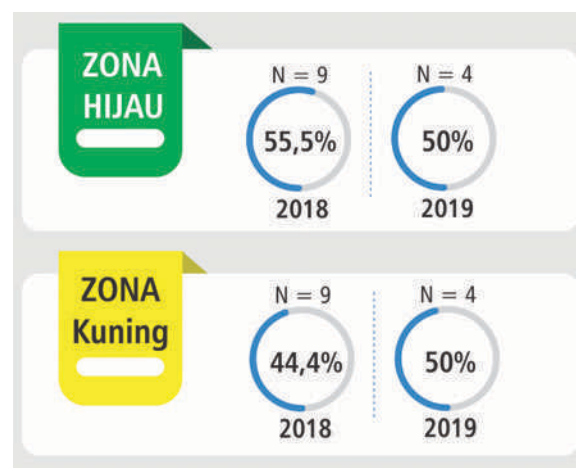 ZONA
HIJAU
N = 9
55,5%
2018
N = 4
50%
2019
ZONA
Kuning
N = 9
44,4%
2018
N = 4
50%
2019